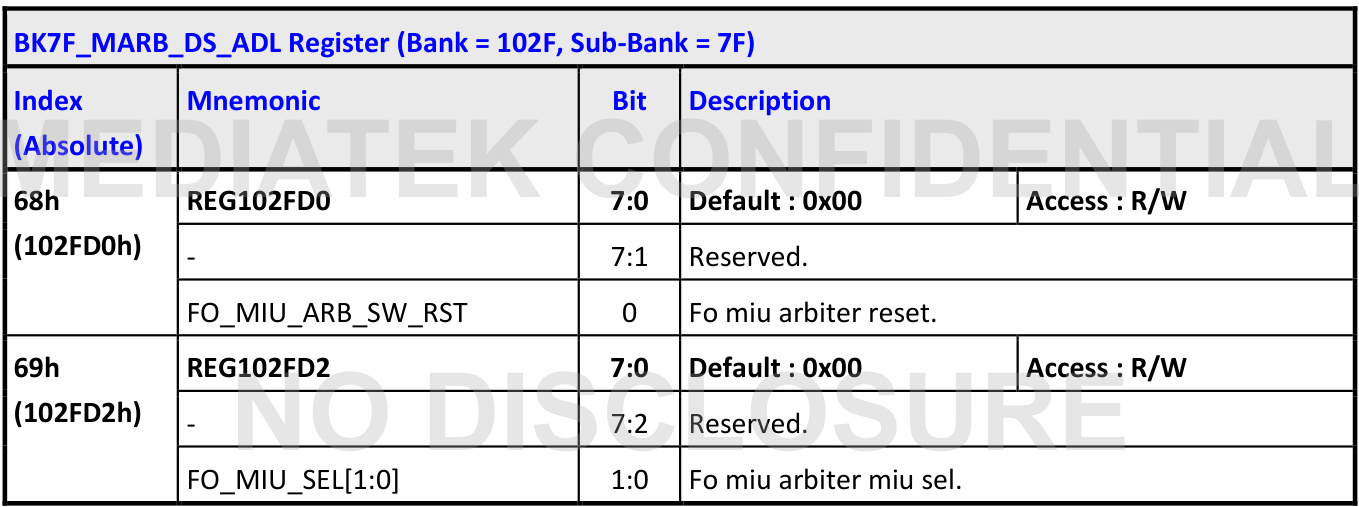 BK7F_MARB_DS_ADL Register (Bank = 102F, Sub-Bank = 7F)
Index (Absolute) Mnemonic Bit Description
MEDIATEK CONFIDENTIAL
68h (102FD0h) REG102FD0 7:0 Default : 0x00 Access : R/W
- 7:1 Reserved.
FO_MIU_ARB_SW_RST 0 Fo miu arbiter reset.
69h (102FD2h) REG102FD2 7:0 Default : 0x00 Access : R/W
NO DISCLOSURE
- 7:2 Reserved.
FO_MIU_SEL[1:0] 1:0 Fo miu arbiter miu sel.